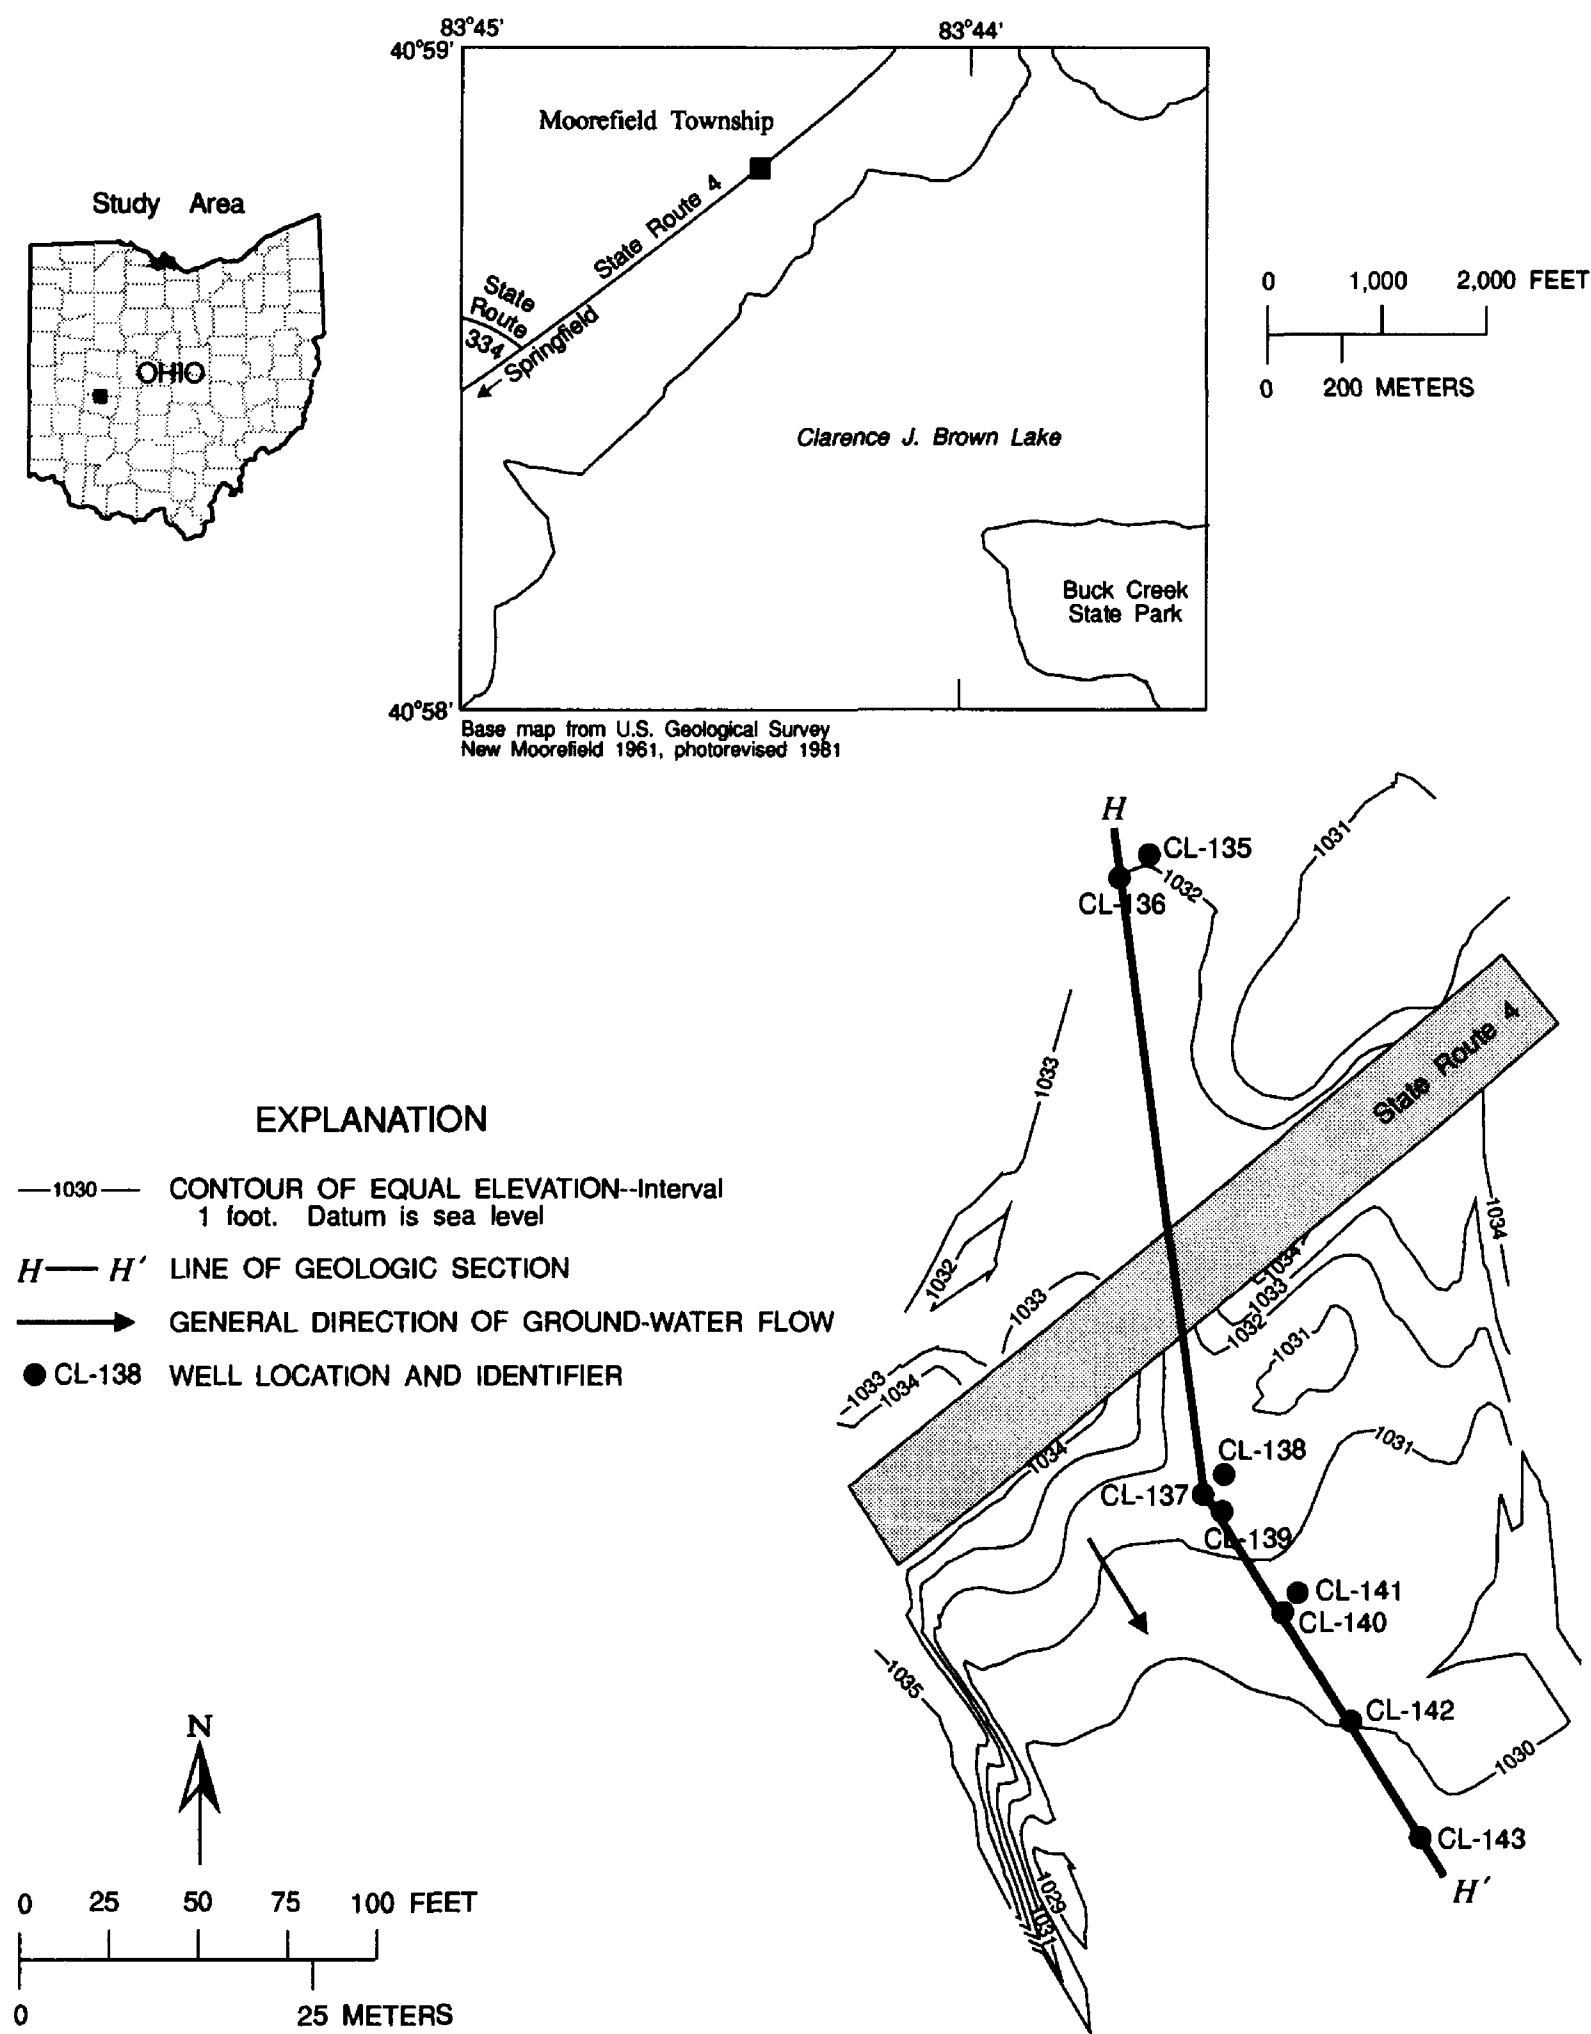 83°45'
83°44'
40°59'
Moorefield Township
State Route 4
State
Route
334
Springfield
Clarence J. Brown Lake
Buck Creek
State Park
40°58'
Base map from U.S. Geological Survey
New Moorefield 1961, photorevised 1981
Study Area
OHIO
0 1,000 2,000 FEET
0 200 METERS
H
CL-135
CL-136
1032
1031
1033
State Route 4
1034
1032
1033
1034
1033
1032
1031
1033
1034
1034
1031
CL-138
CL-137
CL-139
CL-141
CL-140
1035
CL-142
1030
CL-143
H'
1029
1031
EXPLANATION
1030 CONTOUR OF EQUAL ELEVATION--Interval
1 foot. Datum is sea level
H H' LINE OF GEOLOGIC SECTION
GENERAL DIRECTION OF GROUND-WATER FLOW
CL-138 WELL LOCATION AND IDENTIFIER
N
0 25 50 75 100 FEET
0 25 METERS